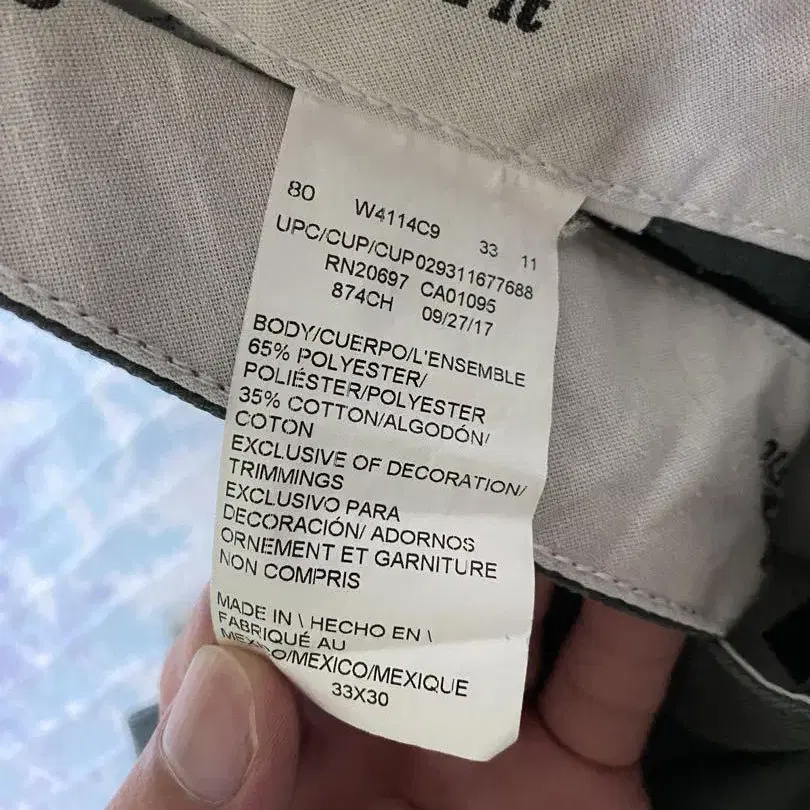 80 W4114C9 33 11
UPC/CUP/CUP029311677688
RN20697 CA01095
874CH 09/27/17
BODY/CUERPO/L'ENSEMBLE
65% POLYESTER/
POLIÉSTER/POLYESTER
35% COTTON/ALGODÓN/
COTON
EXCLUSIVE OF DECORATION/
TRIMMINGS
EXCLUSIVO PARA
DECORACIÓN/ ADORNOS
ORNEMENT ET GARNITURE
NON COMPRIS
MADE IN \ HECHO EN \
FABRIQUÉ AU
MEXICO/MEXICO/MEXIQUE
33X30